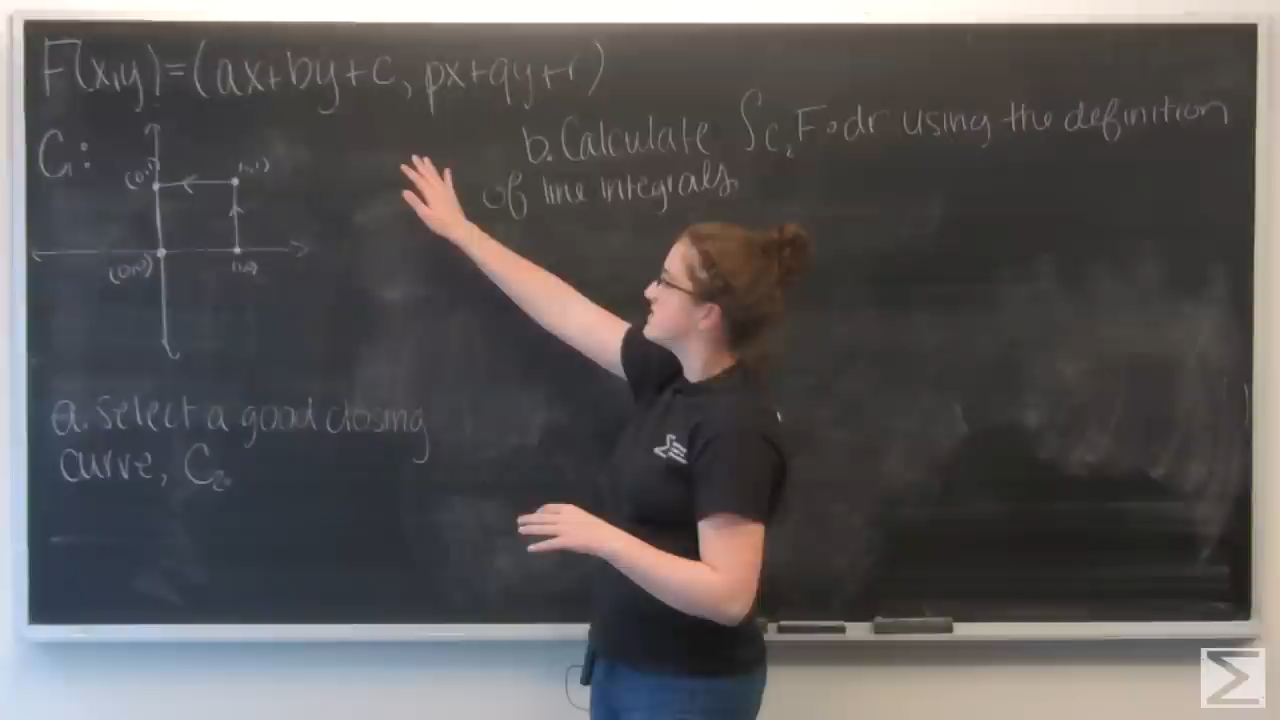 F(x,y)=(ax+by+c, px+qy+r)
C₁:
(0,1)
(1,1)
(0,0)
(1,0)
a. Select a good closing
curve, C₂.
b. Calculate ∫C₂ F•dr using the definition
of line integrals.
Σ